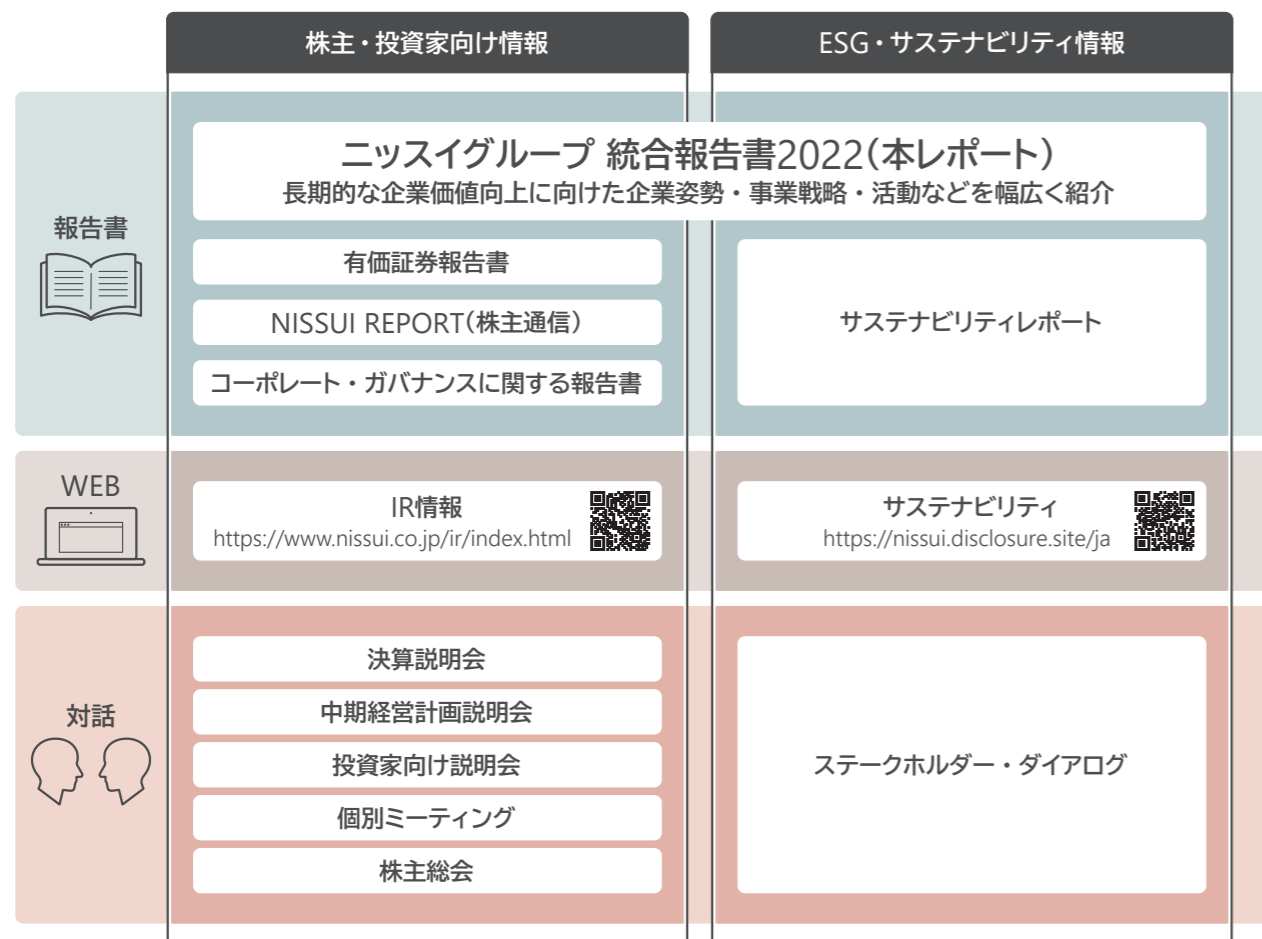 株主・投資家向け情報
ESG・サステナビリティ情報
報告書
ニッスイグループ 統合報告書2022(本レポート)
長期的な企業価値向上に向けた企業姿勢・事業戦略・活動などを幅広く紹介
有価証券報告書
NISSUI REPORT(株主通信)
コーポレート・ガバナンスに関する報告書
サステナビリティレポート
WEB
IR情報
https://www.nissui.co.jp/ir/index.html
サステナビリティ
https://nissui.disclosure.site/ja
対話
決算説明会
中期経営計画説明会
投資家向け説明会
個別ミーティング
株主総会
ステークホルダー・ダイアログ